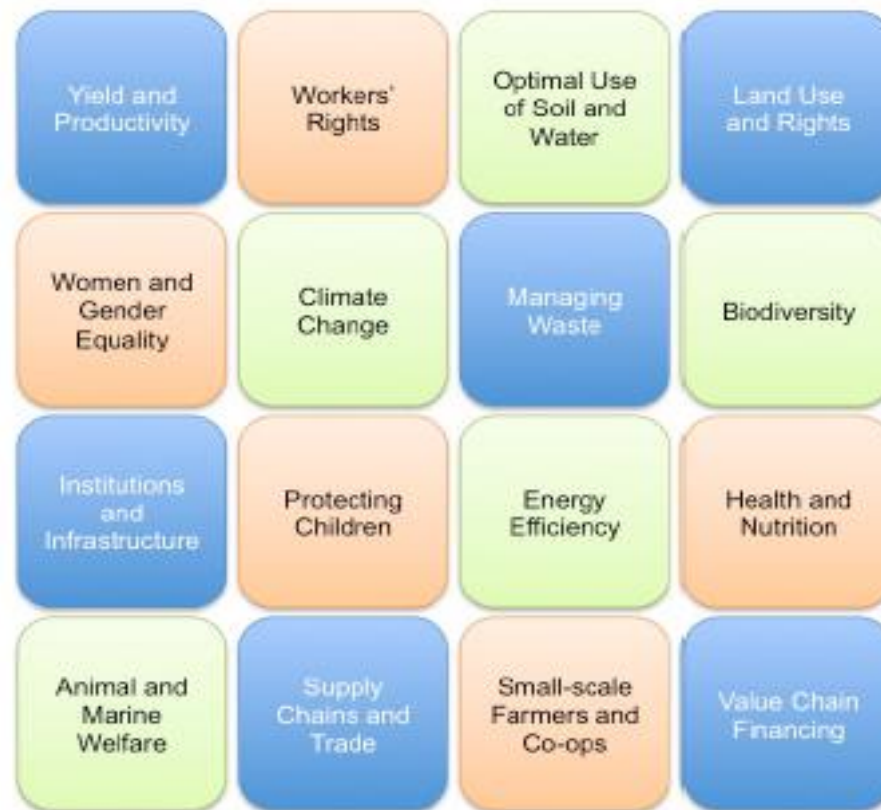 Yield and
Productivity
Workers'
Rights
Optimal Use
of Soil and
Water
Land Use
and Rights
Women and
Gender
Equality
Climate
Change
Managing
Waste
Biodiversity
Institutions
and
Infrastructure
Protecting
Children
Energy
Efficiency
Health and
Nutrition
Animal and
Marine
Welfare
Supply
Chains and
Trade
Small-scale
Farmers and
Co-ops
Value Chain
Financing